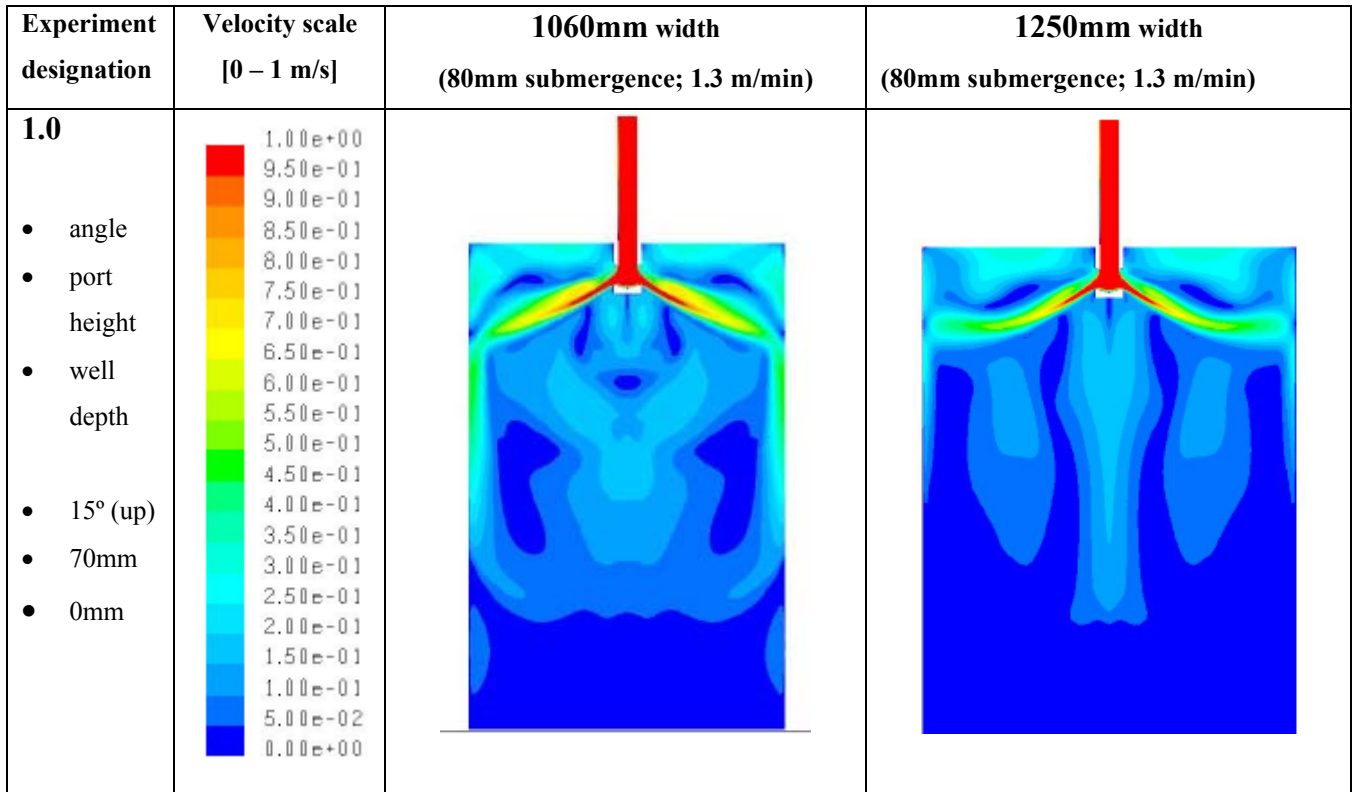 Experiment designation
Velocity scale
[0 – 1 m/s]
1060mm width
(80mm submergence; 1.3 m/min)
1250mm width
(80mm submergence; 1.3 m/min)
1.0
• angle
• port
height
• well
depth
• 15º (up)
• 70mm
• 0mm
1.00e+00
9.50e-01
9.00e-01
8.50e-01
8.00e-01
7.50e-01
7.00e-01
6.50e-01
6.00e-01
5.50e-01
5.00e-01
4.50e-01
4.00e-01
3.50e-01
3.00e-01
2.50e-01
2.00e-01
1.50e-01
1.00e-01
5.00e-02
0.00e+00